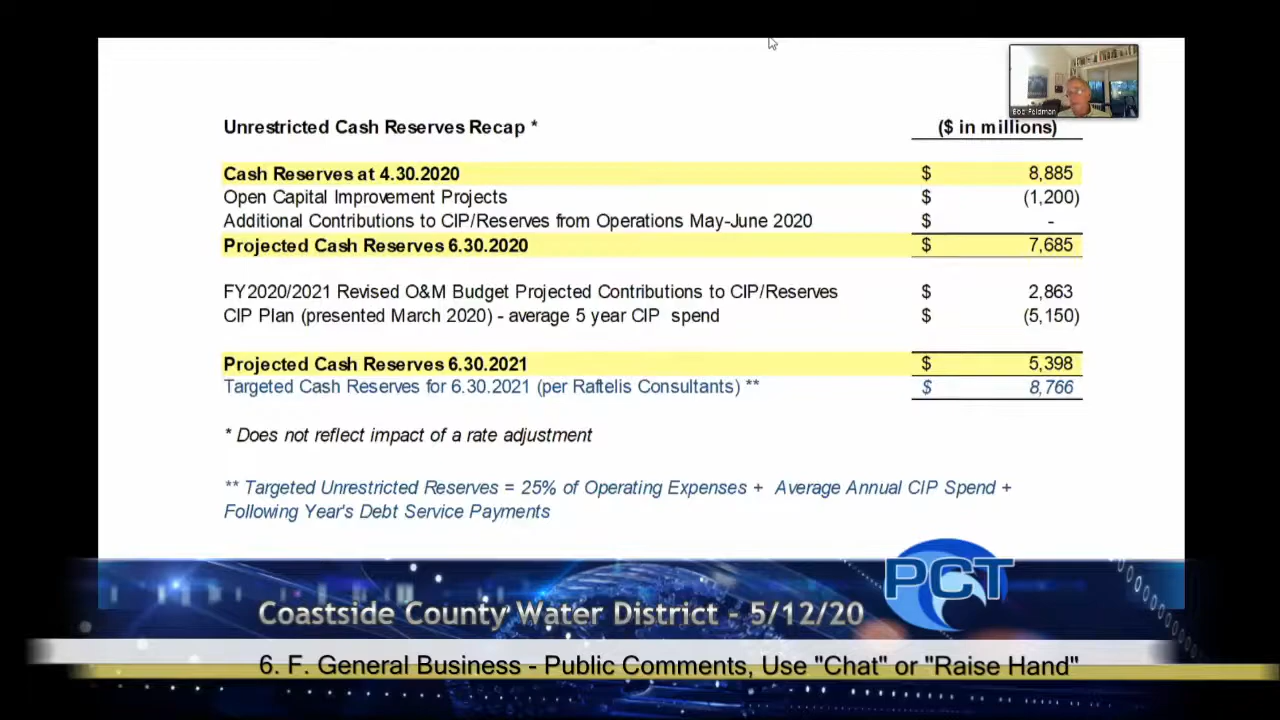 Bob Feldman
Unrestricted Cash Reserves Recap * ($ in millions)
Cash Reserves at 4.30.2020 $ 8,885
Open Capital Improvement Projects $ (1,200)
Additional Contributions to CIP/Reserves from Operations May-June 2020 $ -
Projected Cash Reserves 6.30.2020 $ 7,685
FY2020/2021 Revised O&M Budget Projected Contributions to CIP/Reserves $ 2,863
CIP Plan (presented March 2020) - average 5 year CIP spend $ (5,150)
Projected Cash Reserves 6.30.2021 $ 5,398
Targeted Cash Reserves for 6.30.2021 (per Raftelis Consultants) ** $ 8,766
* Does not reflect impact of a rate adjustment
** Targeted Unrestricted Reserves = 25% of Operating Expenses + Average Annual CIP Spend +
Following Year's Debt Service Payments
PCT
Coastside County Water District - 5/12/20
6. F. General Business - Public Comments, Use "Chat" or "Raise Hand"